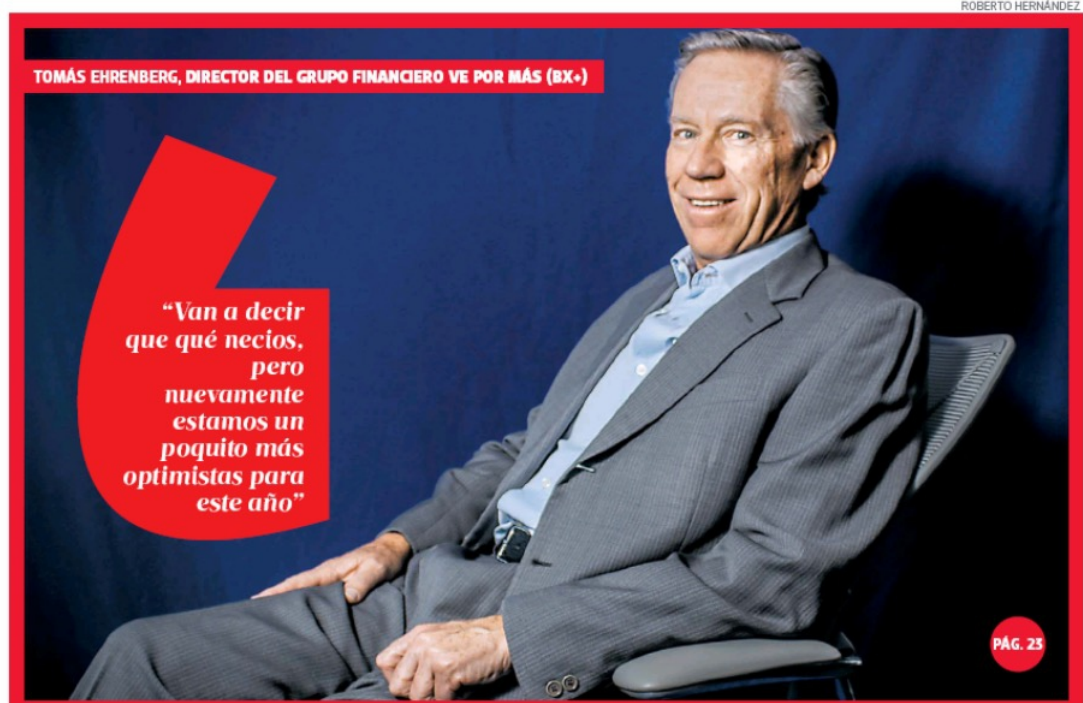 ROBERTO HERNÁNDEZ
TOMÁS EHRENBERG, DIRECTOR DEL GRUPO FINANCIERO VE POR MÁS (BX+)
“Van a decir
que qué necios,
pero
nuevamente
estamos un
poquito más
optimistas para
este año”
PÁG. 23